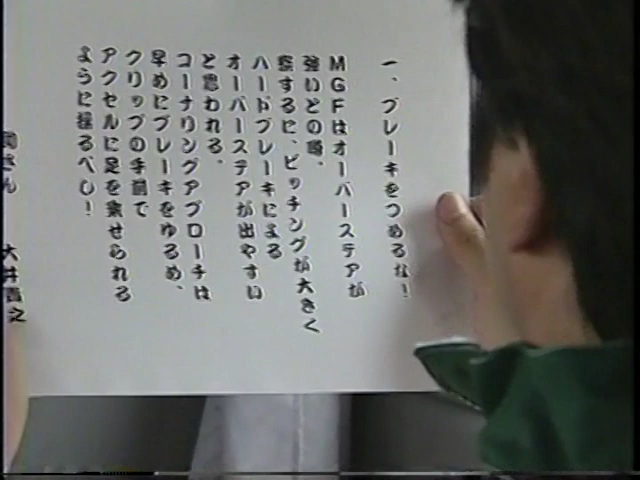 一、ブレーキをつめるな!
MGFはオーバーステアが
強いとの噂、
察するに、ピッチングが大きく
ハードブレーキによる
オーバーステアが出やすい
と思われる、
コーナリングアプローチは
早めにブレーキをゆるめ、
クリップの手前で
アクセルに足を乗せられる
ように操るべし!
大井貴之